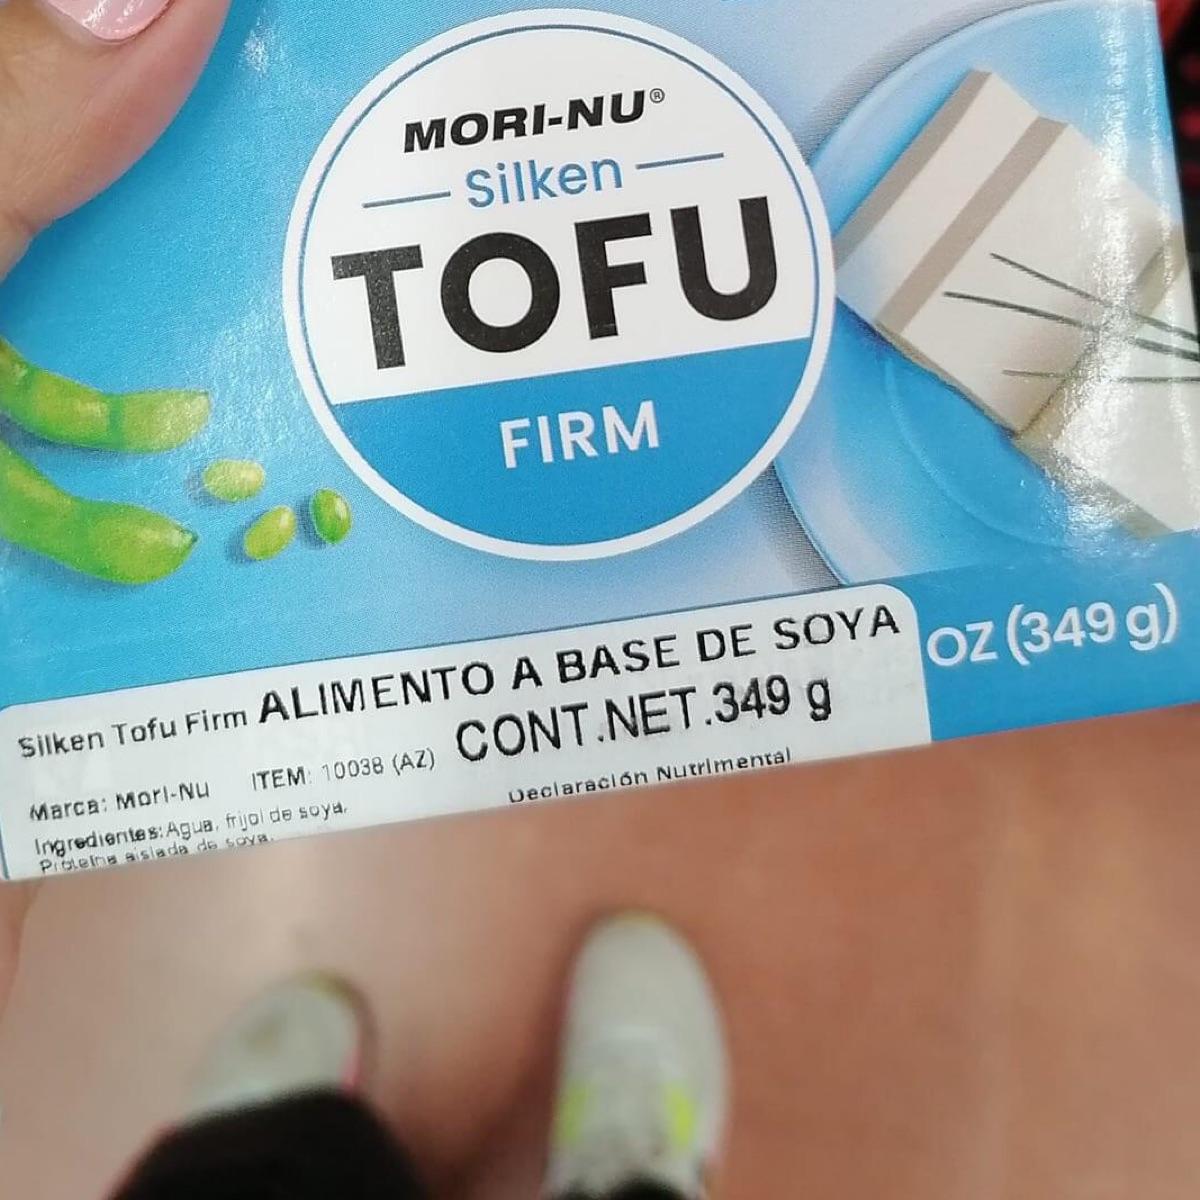 MORI-NU®
Silken
TOFU
FIRM
OZ (349 g)
Silken Tofu Firm ALIMENTO A BASE DE SOYA
Marca: Mori-Nu ITEM: 10038 (AZ) CONT.NET.349 g
Ingredientes: Agua, frijol de soya, Declaración Nutrimental
Proteína aislada de soya.